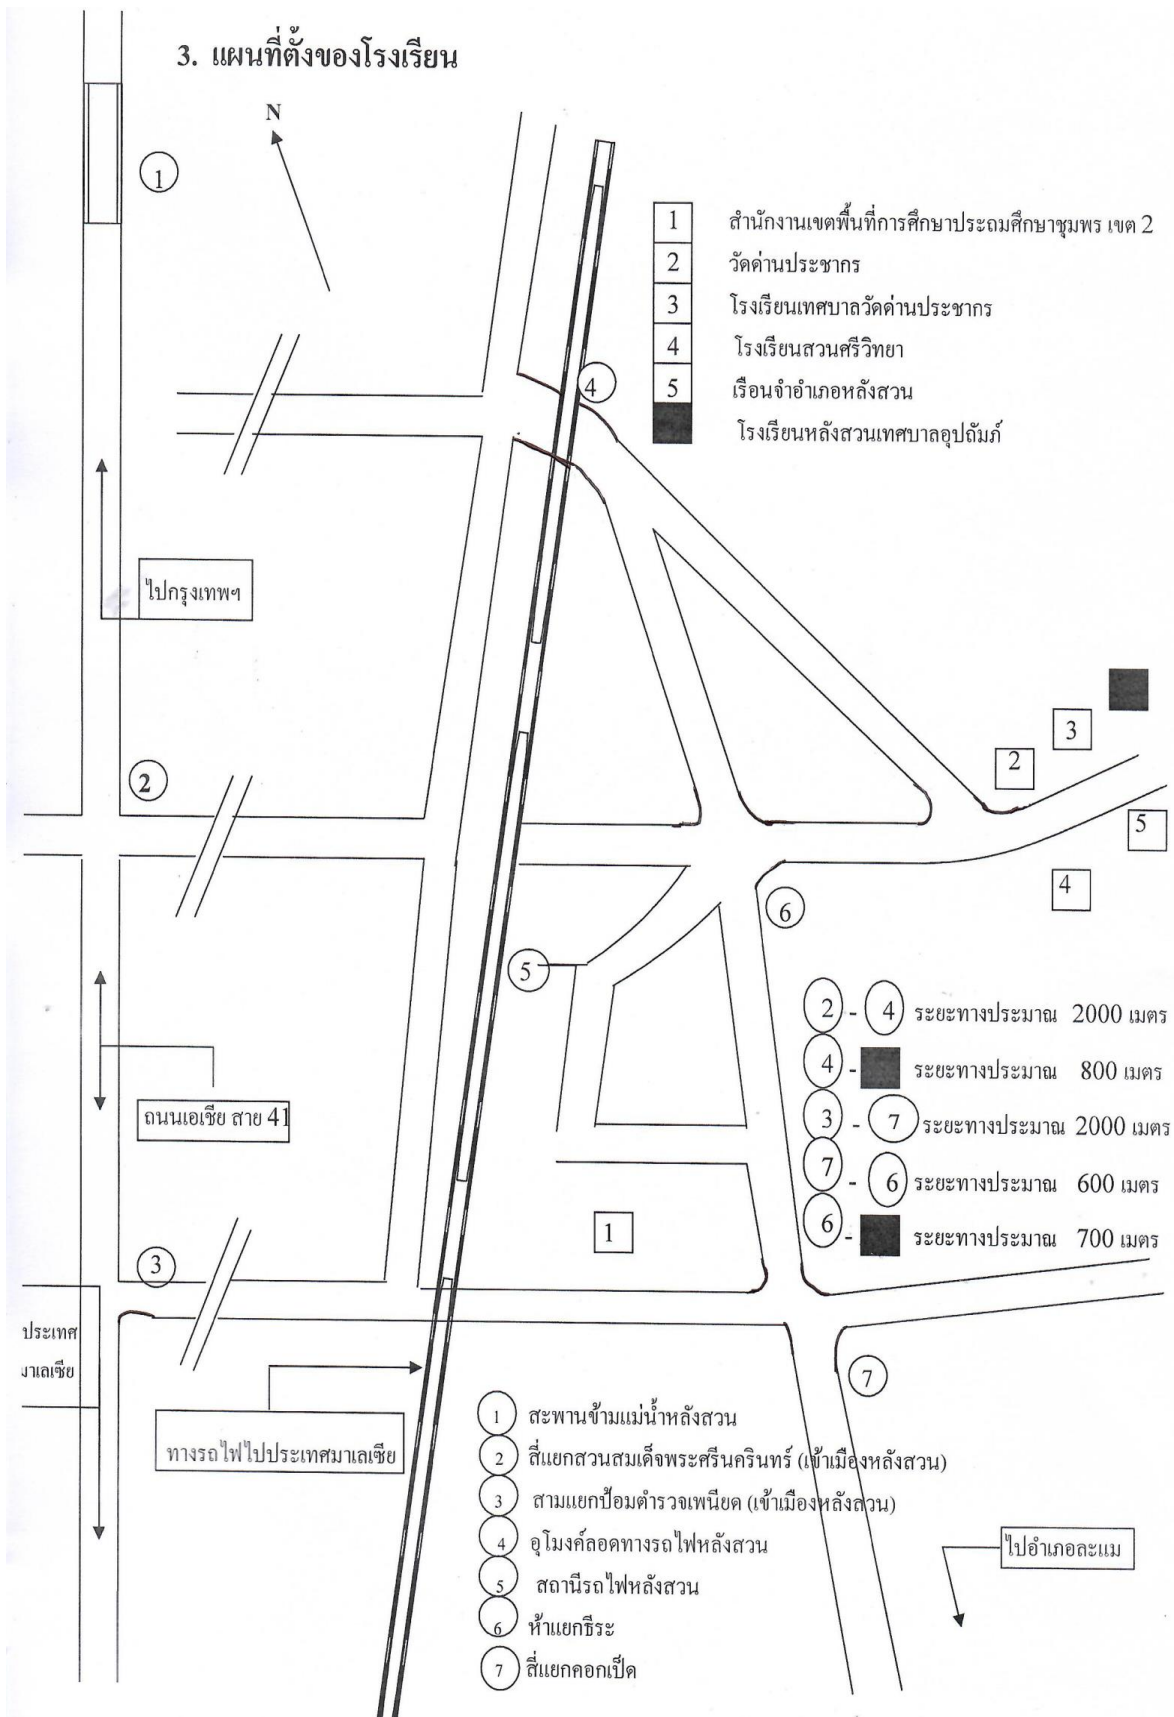 3. แผนที่ตั้งของโรงเรียน
N
1
1 สำนักงานเขตพื้นที่การศึกษาประถมศึกษาชุมพร เขต 2
2 วัดด่านประชากร
3 โรงเรียนเทศบาลวัดด่านประชากร
4 โรงเรียนสวนศรีวิทยา
5 เรือนจำอำเภอหลังสวน
โรงเรียนหลังสวนเทศบาลอุปถัมภ์
4
ไปกรุงเทพฯ
3
2
2
5
4
6
5
2 - 4 ระยะทางประมาณ 2000 เมตร
4 - ระยะทางประมาณ 800 เมตร
3 - 7 ระยะทางประมาณ 2000 เมตร
7 - 6 ระยะทางประมาณ 600 เมตร
6 - ระยะทางประมาณ 700 เมตร
ถนนเอเชีย สาย 41
1
3
ประเทศ
มาเลเซีย
7
ทางรถไฟไปประเทศมาเลเซีย
1 สะพานข้ามแม่น้ำหลังสวน
2 สี่แยกสวนสมเด็จพระศรีนครินทร์ (เข้าเมืองหลังสวน)
3 สามแยกป้อมตำรวจเพนียด (เข้าเมืองหลังสวน)
4 อุโมงค์ลอดทางรถไฟหลังสวน
5 สถานีรถไฟหลังสวน
6 ห้าแยกธีระ
7 สี่แยกคอกเป็ด
ไปอำเภอละแม